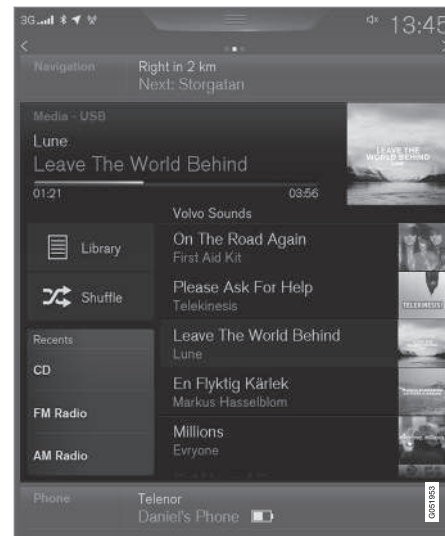 3G 13:45
Navigation
Right in 2 km
Next: Storgatan
Media - USB
Lune
Leave The World Behind
01:21 03:56
LEAVE THE
WORLD BEHIND
Volvo Sounds
Library
Shuffle
On The Road Again
First Aid Kit
Please Ask For Help
Telekinesis
TELEKINESIS
Leave The World Behind
Lune
En Flyktig Kärlek
Markus Hasselblom
Millions
Evryone
Recents
CD
FM Radio
AM Radio
Phone
Telenor
Daniel's Phone
G051953